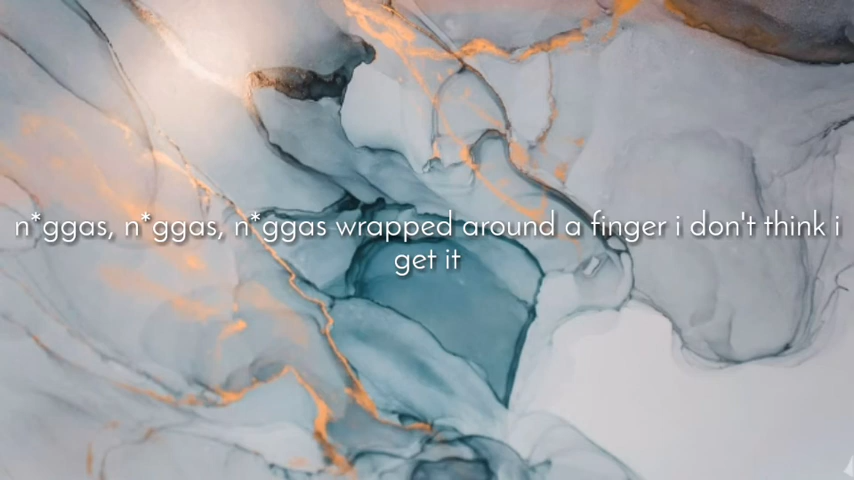 n*ggas, n*ggas, n*ggas wrapped around a finger i don't think i
get it